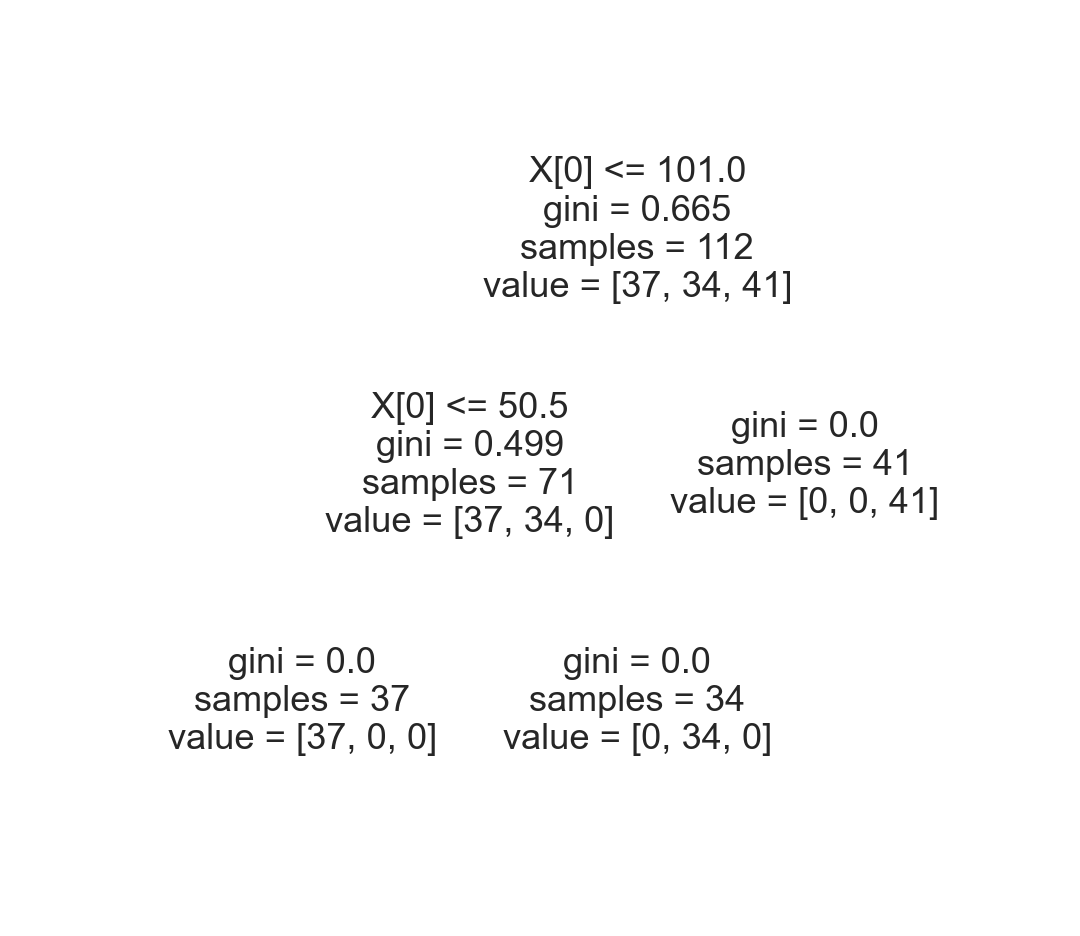 X[0] <= 101.0
gini = 0.665
samples = 112
value = [37, 34, 41]
X[0] <= 50.5
gini = 0.499
samples = 71
value = [37, 34, 0]
gini = 0.0
samples = 41
value = [0, 0, 41]
gini = 0.0
samples = 37
value = [37, 0, 0]
gini = 0.0
samples = 34
value = [0, 34, 0]